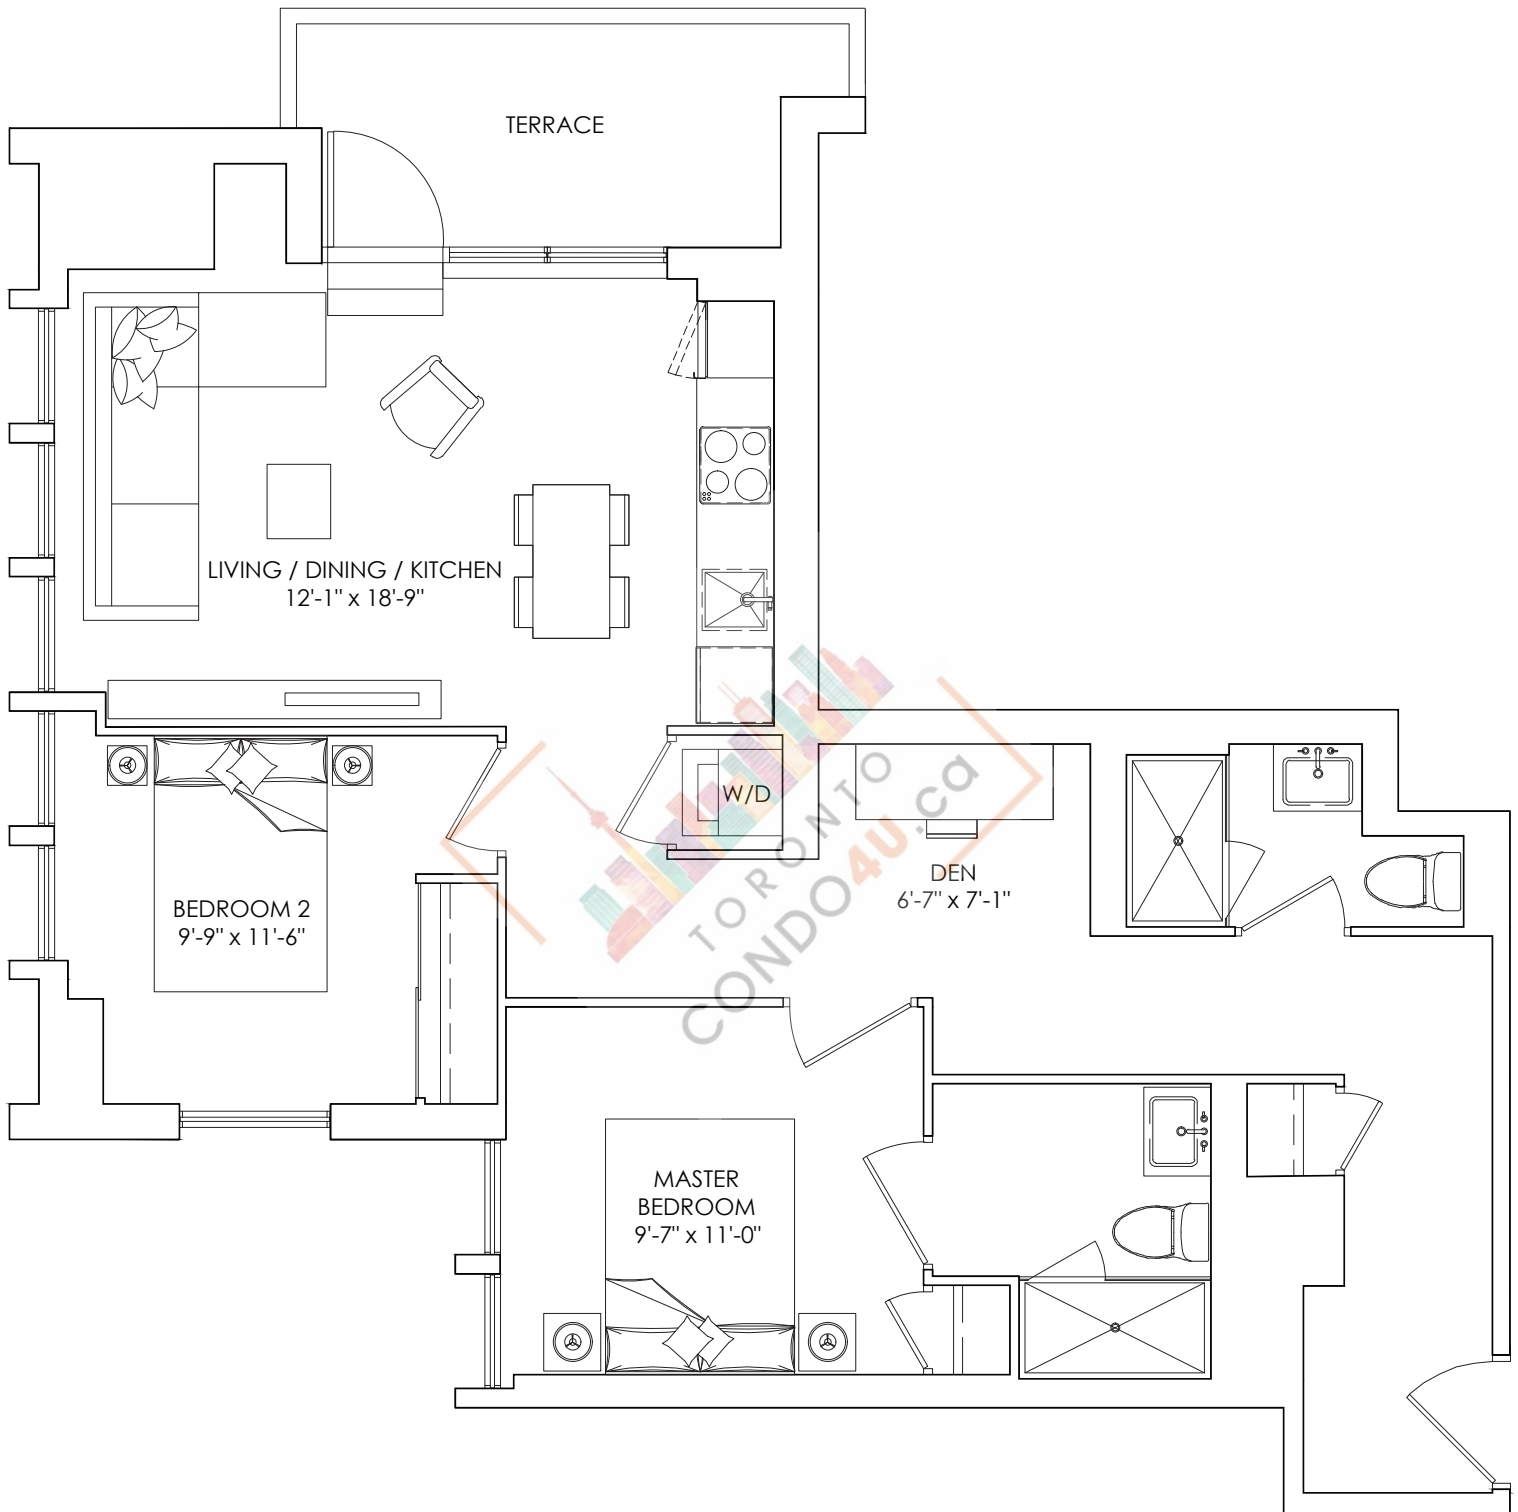 TERRACE
LIVING / DINING / KITCHEN
12'-1" x 18'-9"
W/D
DEN
6'-7" x 7'-1"
BEDROOM 2
9'-9" x 11'-6"
MASTER
BEDROOM
9'-7" x 11'-0"
TORONTO
CONDO4U.ca